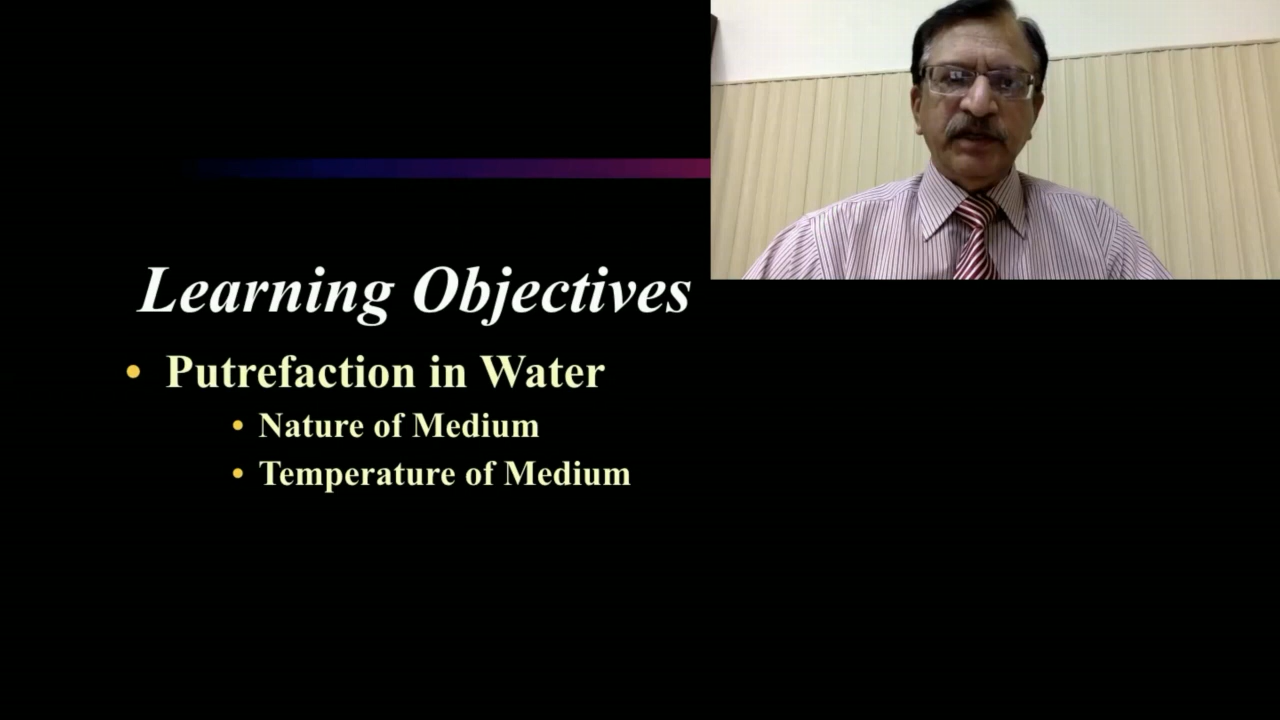 Learning Objectives
• Putrefaction in Water
• Nature of Medium
• Temperature of Medium